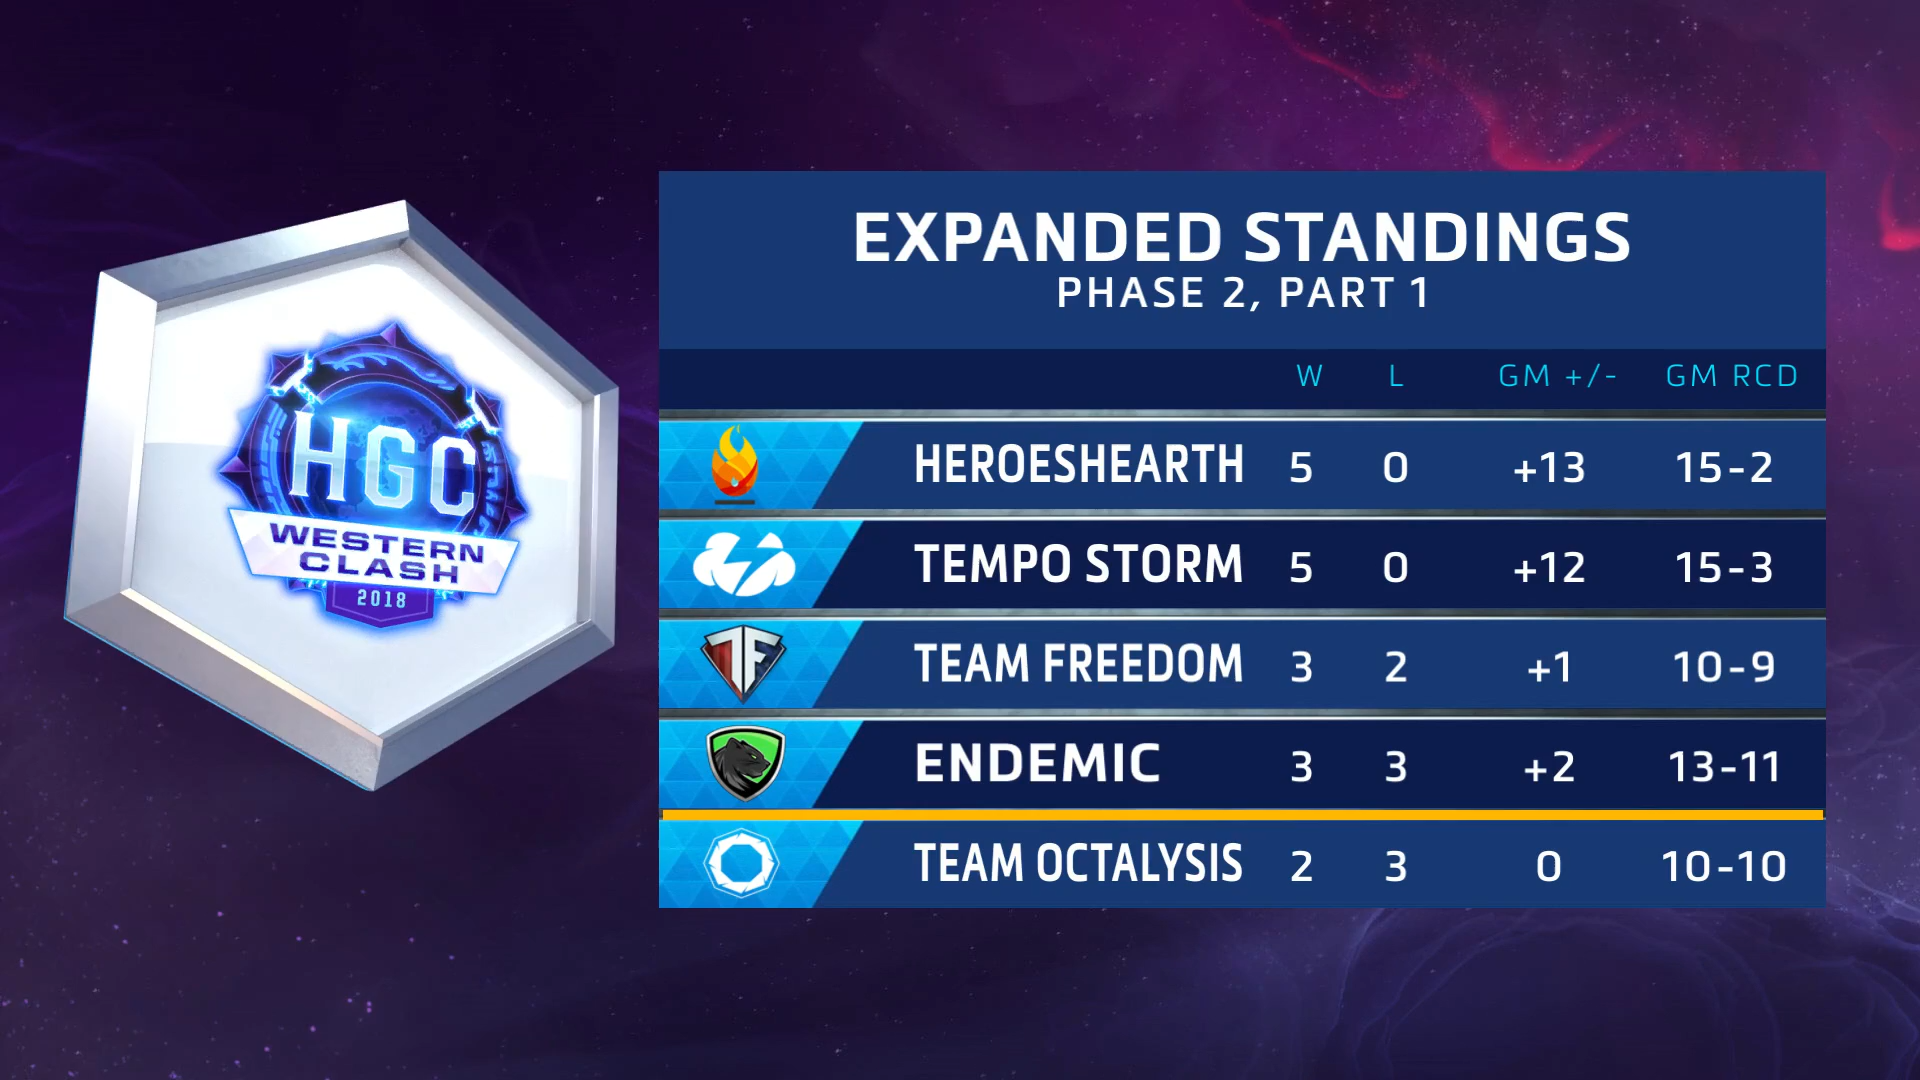 HGC
WESTERN
CLASH
2018
EXPANDED STANDINGS
PHASE 2, PART 1
W L GM +/- GM RCD
HEROESHEARTH 5 0 +13 15-2
TEMPO STORM 5 0 +12 15-3
TF TEAM FREEDOM 3 2 +1 10-9
ENDEMIC 3 3 +2 13-11
TEAM OCTALYSIS 2 3 0 10-10